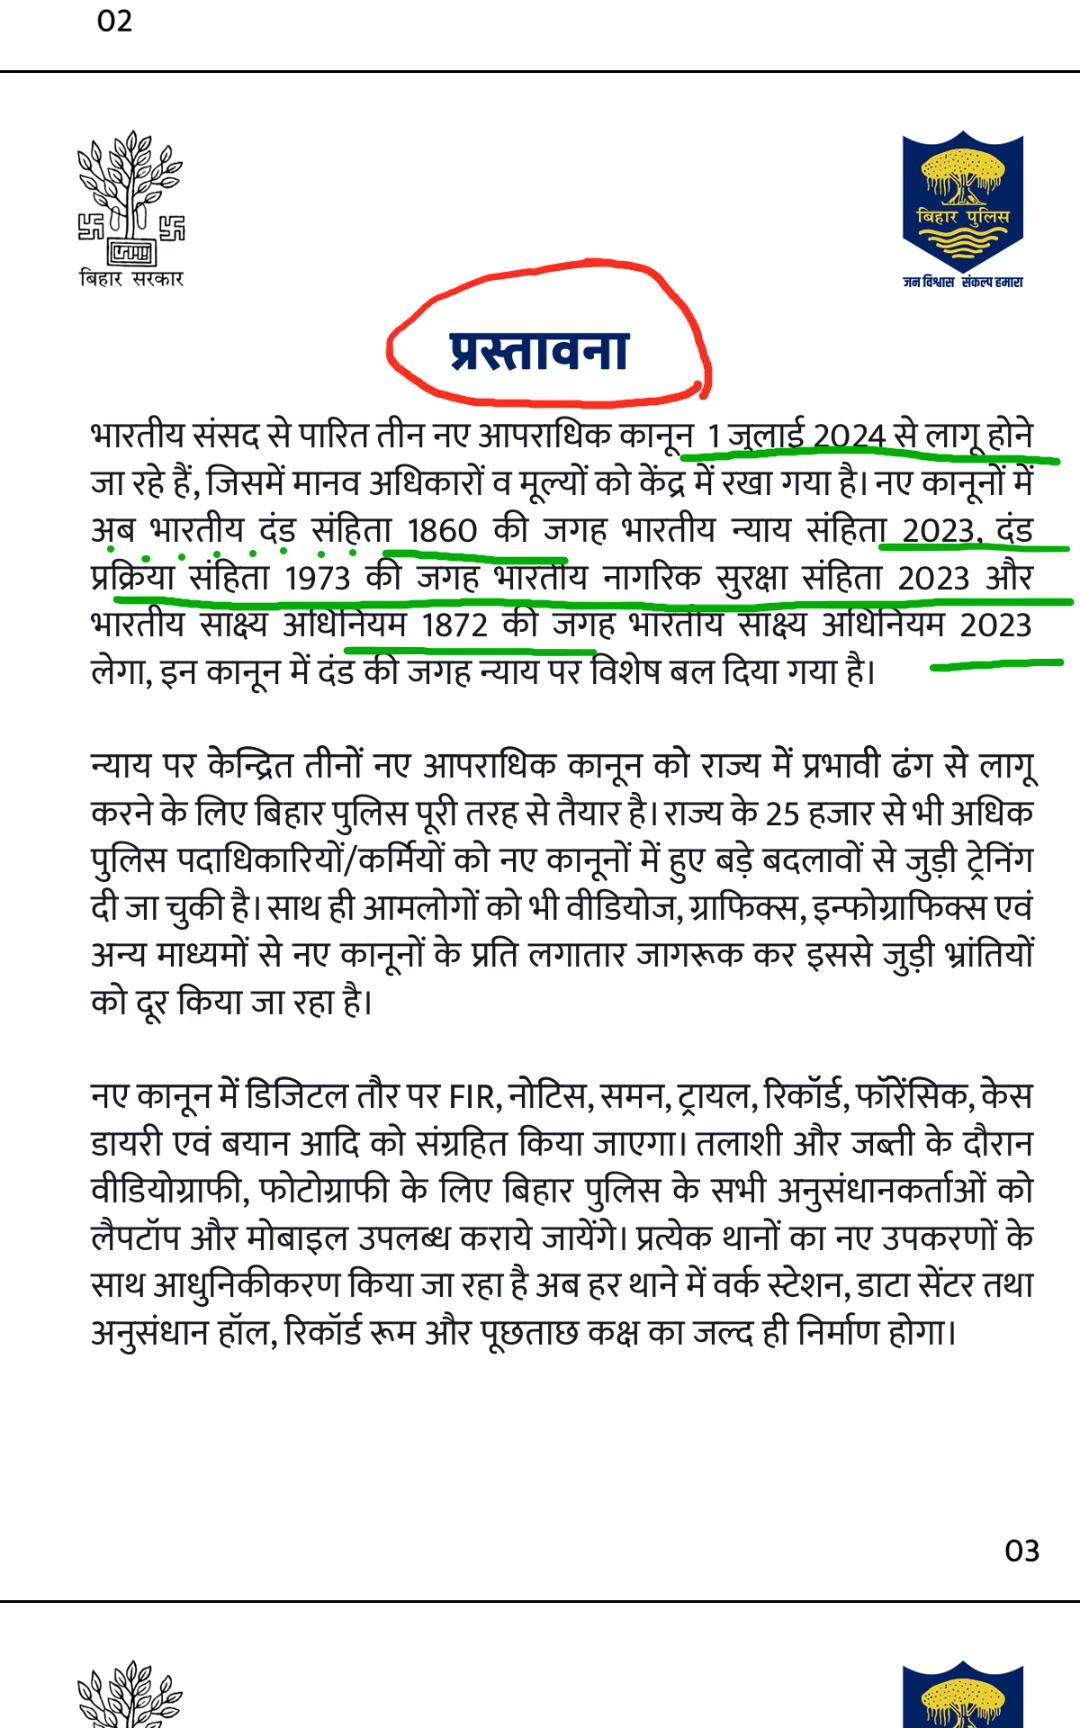 02
बिहार सरकार
बिहार पुलिस
जन विश्वास संकल्प हमारा
प्रस्तावना
भारतीय संसद से पारित तीन नए आपराधिक कानून 1 जुलाई 2024 से लागू होने
जा रहे हैं, जिसमें मानव अधिकारों व मूल्यों को केंद्र में रखा गया है। नए कानूनों में
अब भारतीय दंड संहिता 1860 की जगह भारतीय न्याय संहिता 2023, दंड
प्रक्रिया संहिता 1973 की जगह भारतीय नागरिक सुरक्षा संहिता 2023 और
भारतीय साक्ष्य अधिनियम 1872 की जगह भारतीय साक्ष्य अधिनियम 2023
लेगा, इन कानून में दंड की जगह न्याय पर विशेष बल दिया गया है।
न्याय पर केन्द्रित तीनों नए आपराधिक कानून को राज्य में प्रभावी ढंग से लागू
करने के लिए बिहार पुलिस पूरी तरह से तैयार है। राज्य के 25 हजार से भी अधिक
पुलिस पदाधिकारियों/कर्मियों को नए कानूनों में हुए बड़े बदलावों से जुड़ी ट्रेनिंग
दी जा चुकी है। साथ ही आमलोगों को भी वीडियोज, ग्राफिक्स, इन्फोग्राफिक्स एवं
अन्य माध्यमों से नए कानूनों के प्रति लगातार जागरूक कर इससे जुड़ी भ्रांतियों
को दूर किया जा रहा है।
नए कानून में डिजिटल तौर पर FIR, नोटिस, समन, ट्रायल, रिकॉर्ड, फॉरेंसिक, केस
डायरी एवं बयान आदि को संग्रहित किया जाएगा। तलाशी और जब्ती के दौरान
वीडियोग्राफी, फोटोग्राफी के लिए बिहार पुलिस के सभी अनुसंधानकर्ताओं को
लैपटॉप और मोबाइल उपलब्ध कराये जायेंगे। प्रत्येक थानों का नए उपकरणों के
साथ आधुनिकीकरण किया जा रहा है अब हर थाने में वर्क स्टेशन, डाटा सेंटर तथा
अनुसंधान हॉल, रिकॉर्ड रूम और पूछताछ कक्ष का जल्द ही निर्माण होगा।
03